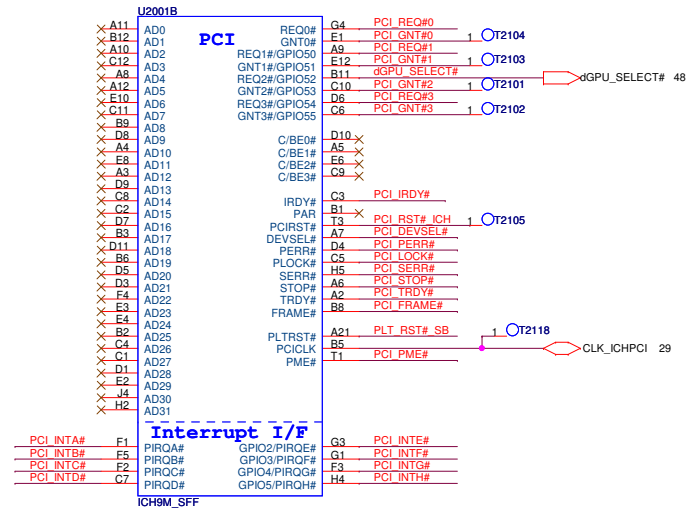 U2001B
PCI
A11 AD0
B12 AD1
A10 AD2
C12 AD3
A8 AD4
A12 AD5
E10 AD6
C11 AD7
B9 AD8
D8 AD9
A4 AD10
E8 AD11
A3 AD12
D9 AD13
C8 AD14
C2 AD15
D7 AD16
B3 AD17
D11 AD18
B6 AD19
D5 AD20
D3 AD21
F4 AD22
E3 AD23
E4 AD24
B2 AD25
C4 AD26
C1 AD27
D1 AD28
E2 AD29
J4 AD30
H2 AD31
REQ0# G4 PCI_REQ#0
GNT0# E1 PCI_GNT#0 1 T2104
REQ1#/GPIO50 A9 PCI_REQ#1
GNT1#/GPIO51 E12 PCI_GNT#1 1 T2103
REQ2#/GPIO52 B11 dGPU_SELECT# dGPU_SELECT# 48
GNT2#/GPIO53 C10 PCI_GNT#2 1 T2101
REQ3#/GPIO54 D6 PCI_REQ#3
GNT3#/GPIO55 C6 PCI_GNT#3 1 T2102
C/BE0# D10
C/BE1# A5
C/BE2# E6
C/BE3# C9
IRDY# C3 PCI_IRDY#
PAR B1
PCIRST# T3 PCI_RST#_ICH 1 T2105
DEVSEL# A7 PCI_DEVSEL#
PERR# D4 PCI_PERR#
PLOCK# C5 PCI_LOCK#
SERR# H5 PCI_SERR#
STOP# A6 PCI_STOP#
TRDY# A2 PCI_TRDY#
FRAME# B8 PCI_FRAME#
PLTRST# A21 PLT_RST#_SB 1 T2118
PCICLK B5 CLK_ICHPCI 29
PME# T1 PCI_PME#
Interrupt I/F
PCI_INTA# F1 PIRQA# GPIO2/PIRQE# G3 PCI_INTE#
PCI_INTB# F5 PIRQB# GPIO3/PIRQF# G1 PCI_INTF#
PCI_INTC# F2 PIRQC# GPIO4/PIRQG# F3 PCI_INTG#
PCI_INTD# C7 PIRQD# GPIO5/PIRQH# H4 PCI_INTH#
ICH9M_SFF